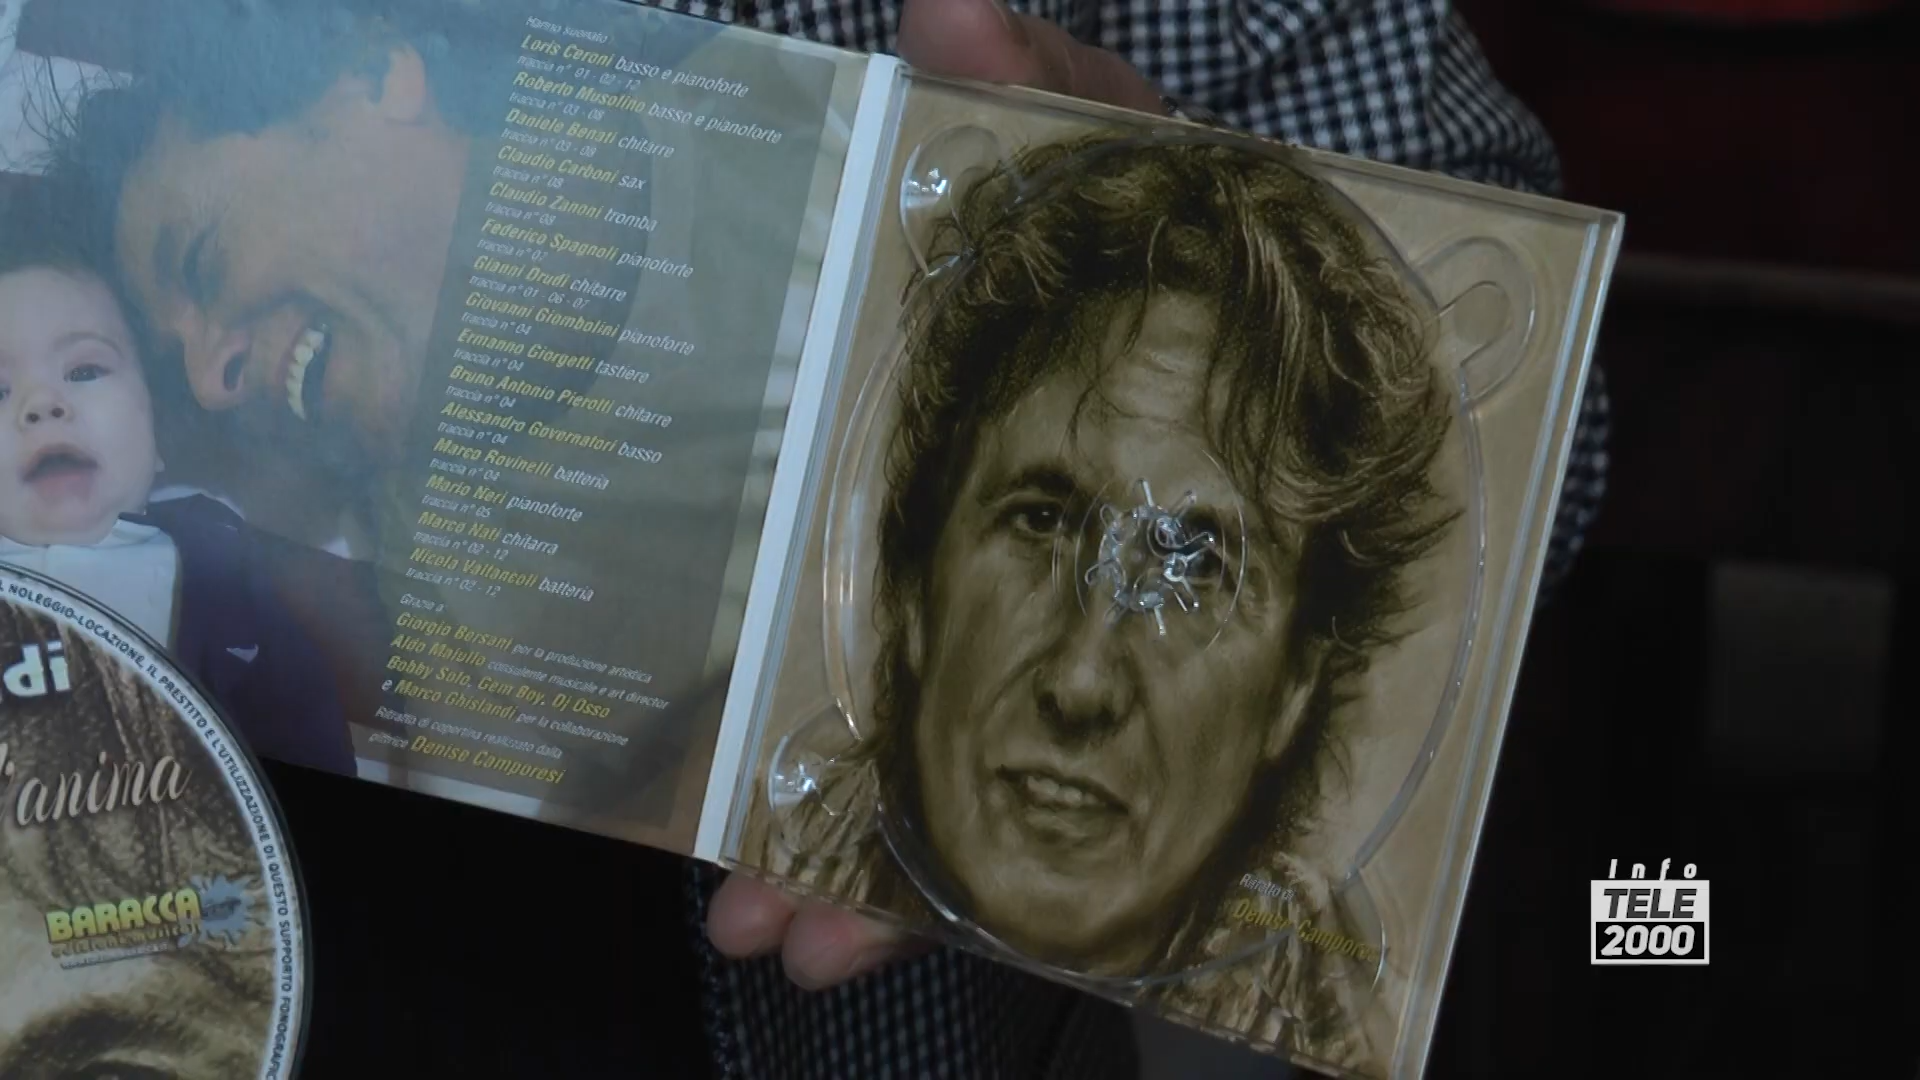 Hanno suonato
Loris Ceroni basso e pianoforte
traccia n° 01 - 02 - 12
Roberto Musolino basso e pianoforte
traccia n° 03 - 08
Daniele Benati chitarre
traccia n° 03 - 08
Claudio Carboni sax
traccia n° 08
Claudio Zanoni tromba
traccia n° 08
Federico Spagnoli pianoforte
traccia n° 07
Gianni Drudi chitarre
traccia n° 01 - 06 - 07
Giovanni Giombolini pianoforte
traccia n° 04
Ermanno Giorgetti tastiere
traccia n° 04
Bruno Antonio Pierotti chitarre
traccia n° 04
Alessandro Governatori basso
traccia n° 04
Marco Rovinelli batteria
traccia n° 04
Mario Neri pianoforte
traccia n° 05
Marco Nati chitarra
traccia n° 02 - 12
Nicola Valtancoli batteria
traccia n° 02 - 12
Grazie a
Giorgio Bersani per la produzione artistica
Aldo Maiullo consulente musicale e art director
Bobby Solo, Gem Boy, Dj Osso
e Marco Ghislandi per la collaborazione
Ritratto di copertina realizzato dalla
pittrice Denise Camporesi
NOLEGGIO-LOCAZIONE, IL PRESTITO E L'UTILIZZAZIONE DI QUESTO SUPPORTO FONOGRAFIC
di
l'anima
BARACCA
Ritratto di
Denise Camporesi
Info
TELE
2000